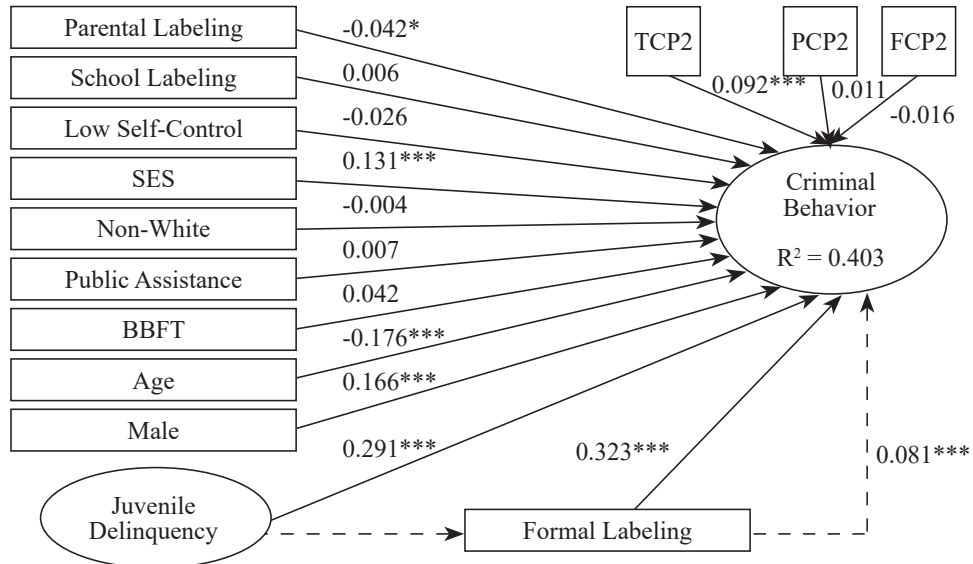 Parental Labeling
-0.042*
TCP2
PCP2
FCP2
School Labeling
0.006
0.092***
0.011
-0.016
Low Self-Control
-0.026
SES
0.131***
Criminal
Behavior
Non-White
-0.004
R² = 0.403
Public Assistance
0.007
BBFT
0.042
Age
-0.176***
Male
0.166***
0.291***
0.323***
0.081***
Juvenile
Delinquency
Formal Labeling